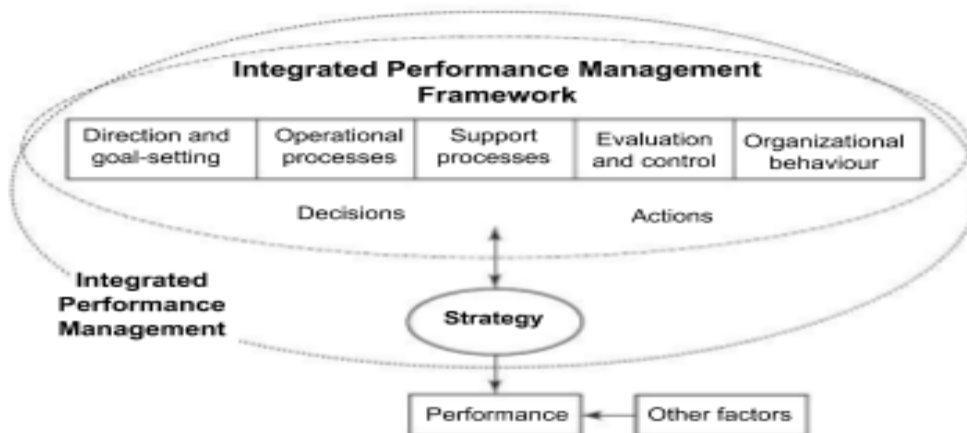 Integrated Performance Management
Framework
Direction and
goal-setting
Operational
processes
Support
processes
Evaluation
and control
Organizational
behaviour
Decisions
Actions
Integrated
Performance
Management
Strategy
Performance
Other factors